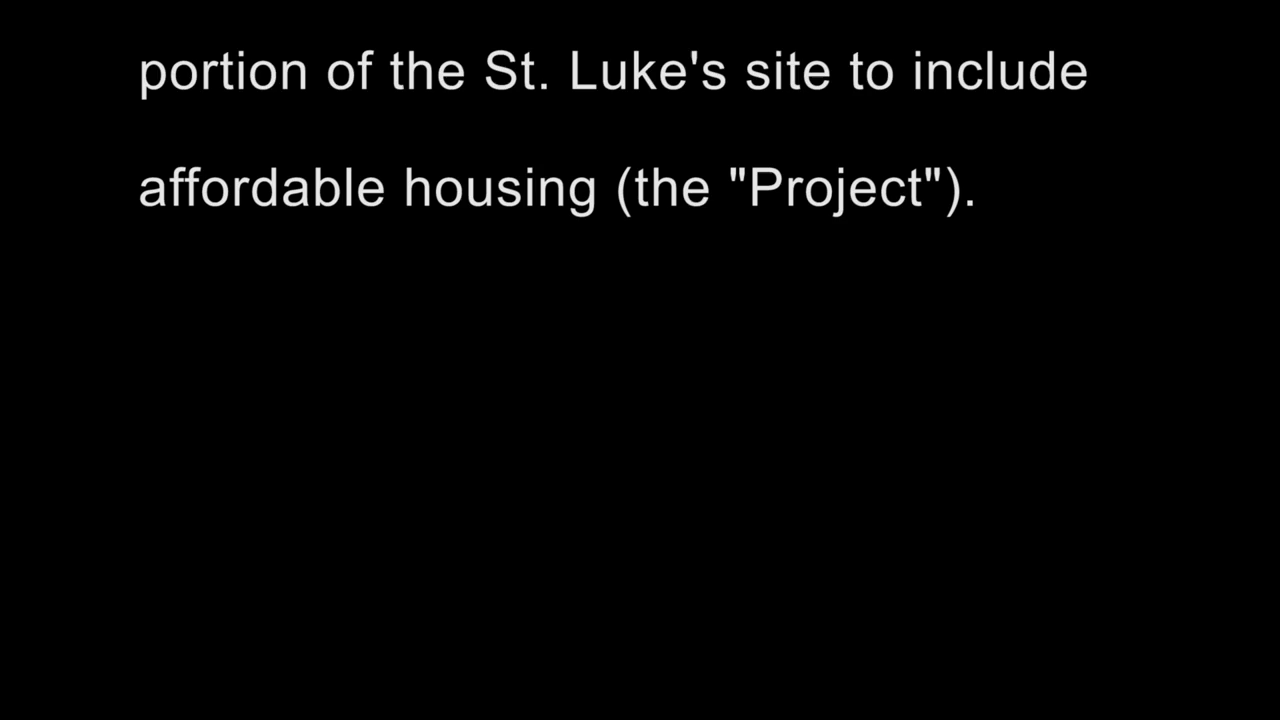 portion of the St. Luke's site to include
affordable housing (the "Project").